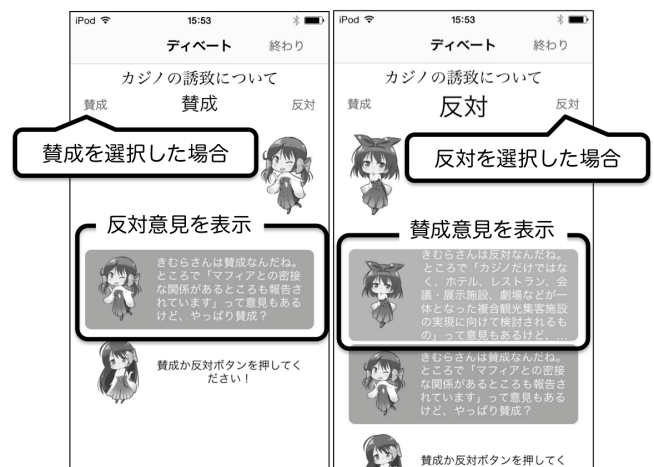 iPod 15:53
ディベート 終わり
カジノの誘致について
賛成 賛成 反対
賛成を選択した場合
反対意見を表示
きむらさんは賛成なんだね。
ところで「マフィアとの密接
な関係があるところも報告さ
れています」って意見もある
けど、やっぱり賛成？
賛成か反対ボタンを押してく
ださい！
iPod 15:53
ディベート 終わり
カジノの誘致について
賛成 反対 反対
反対を選択した場合
賛成意見を表示
きむらさんは反対なんだね。
ところで「カジノだけではな
く、ホテル、レストラン、会
議・展示施設、劇場などが一
体となった複合観光集客施設
の実現に向けて検討されるも
の」って意見もあるけど、...
きむらさんは賛成なんだね。
ところで「マフィアとの密接
な関係があるところも報告さ
れています」って意見もある
けど、やっぱり賛成？
賛成か反対ボタンを押してく